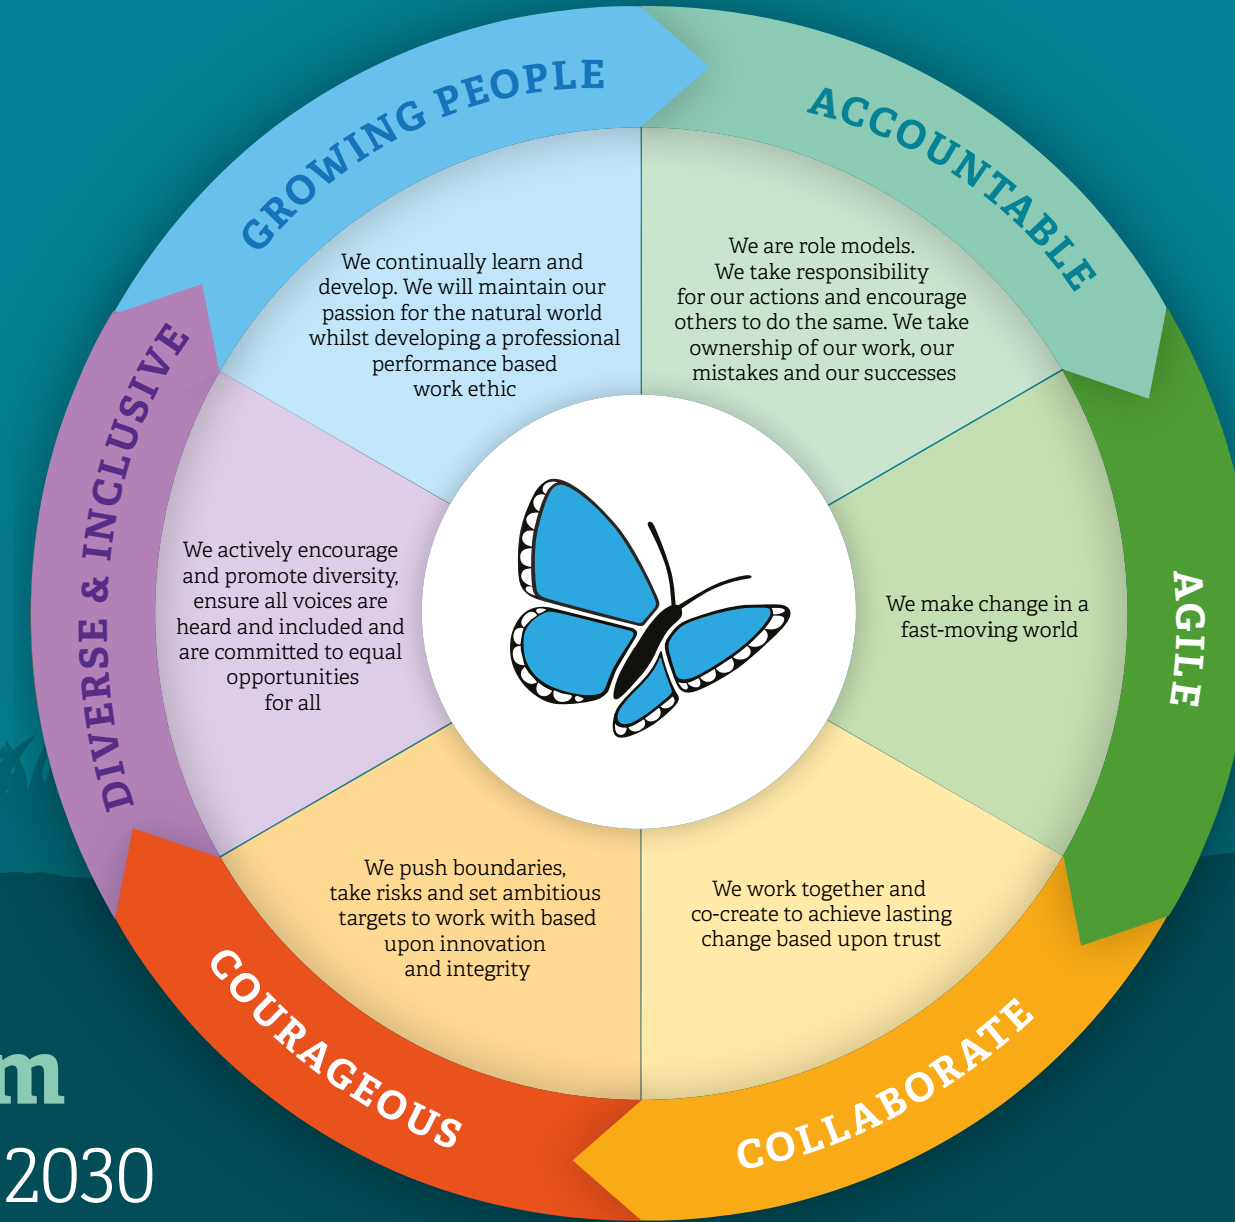 GROWING PEOPLE
We continually learn and
develop. We will maintain our
passion for the natural world
whilst developing a professional
performance based
work ethic
ACCOUNTABLE
We are role models.
We take responsibility
for our actions and encourage
others to do the same. We take
ownership of our work, our
mistakes and our successes
AGILE
We make change in a
fast-moving world
COLLABORATE
We work together and
co-create to achieve lasting
change based upon trust
COURAGEOUS
We push boundaries,
take risks and set ambitious
targets to work with based
upon innovation
and integrity
DIVERSE & INCLUSIVE
We actively encourage
and promote diversity,
ensure all voices are
heard and included and
are committed to equal
opportunities
for all
2030